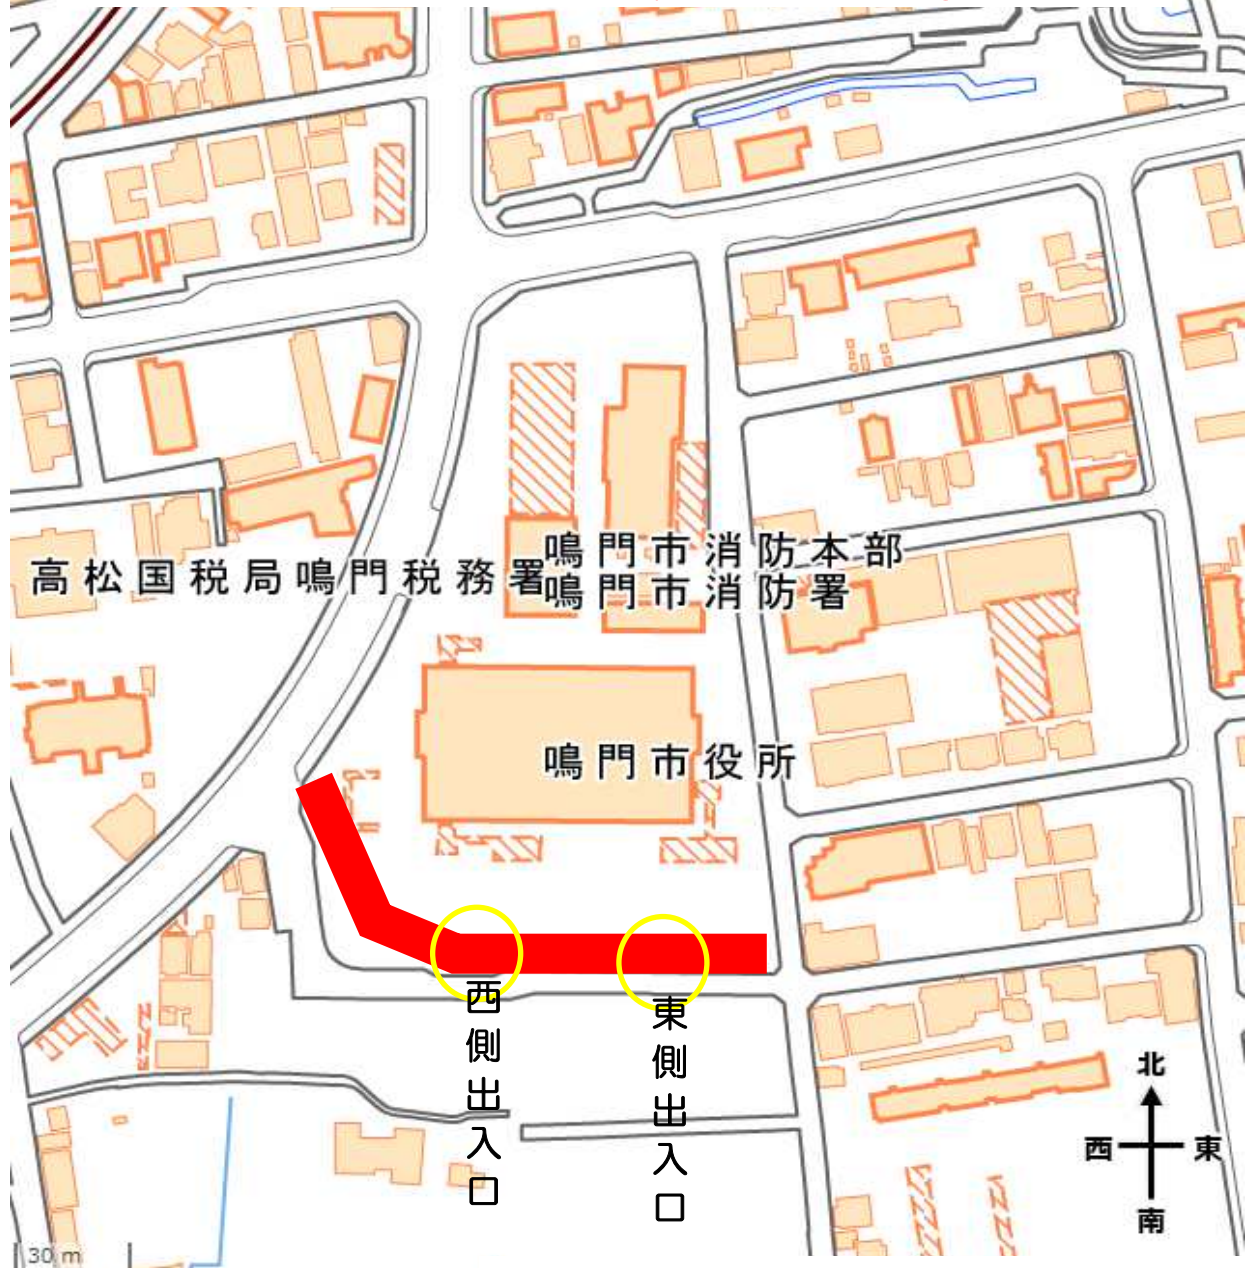 鳴門市消防本部
高松国税局鳴門税務署
鳴門市消防署
鳴門市役所
西側出入口
東側出入口
北
西
東
南
30 m